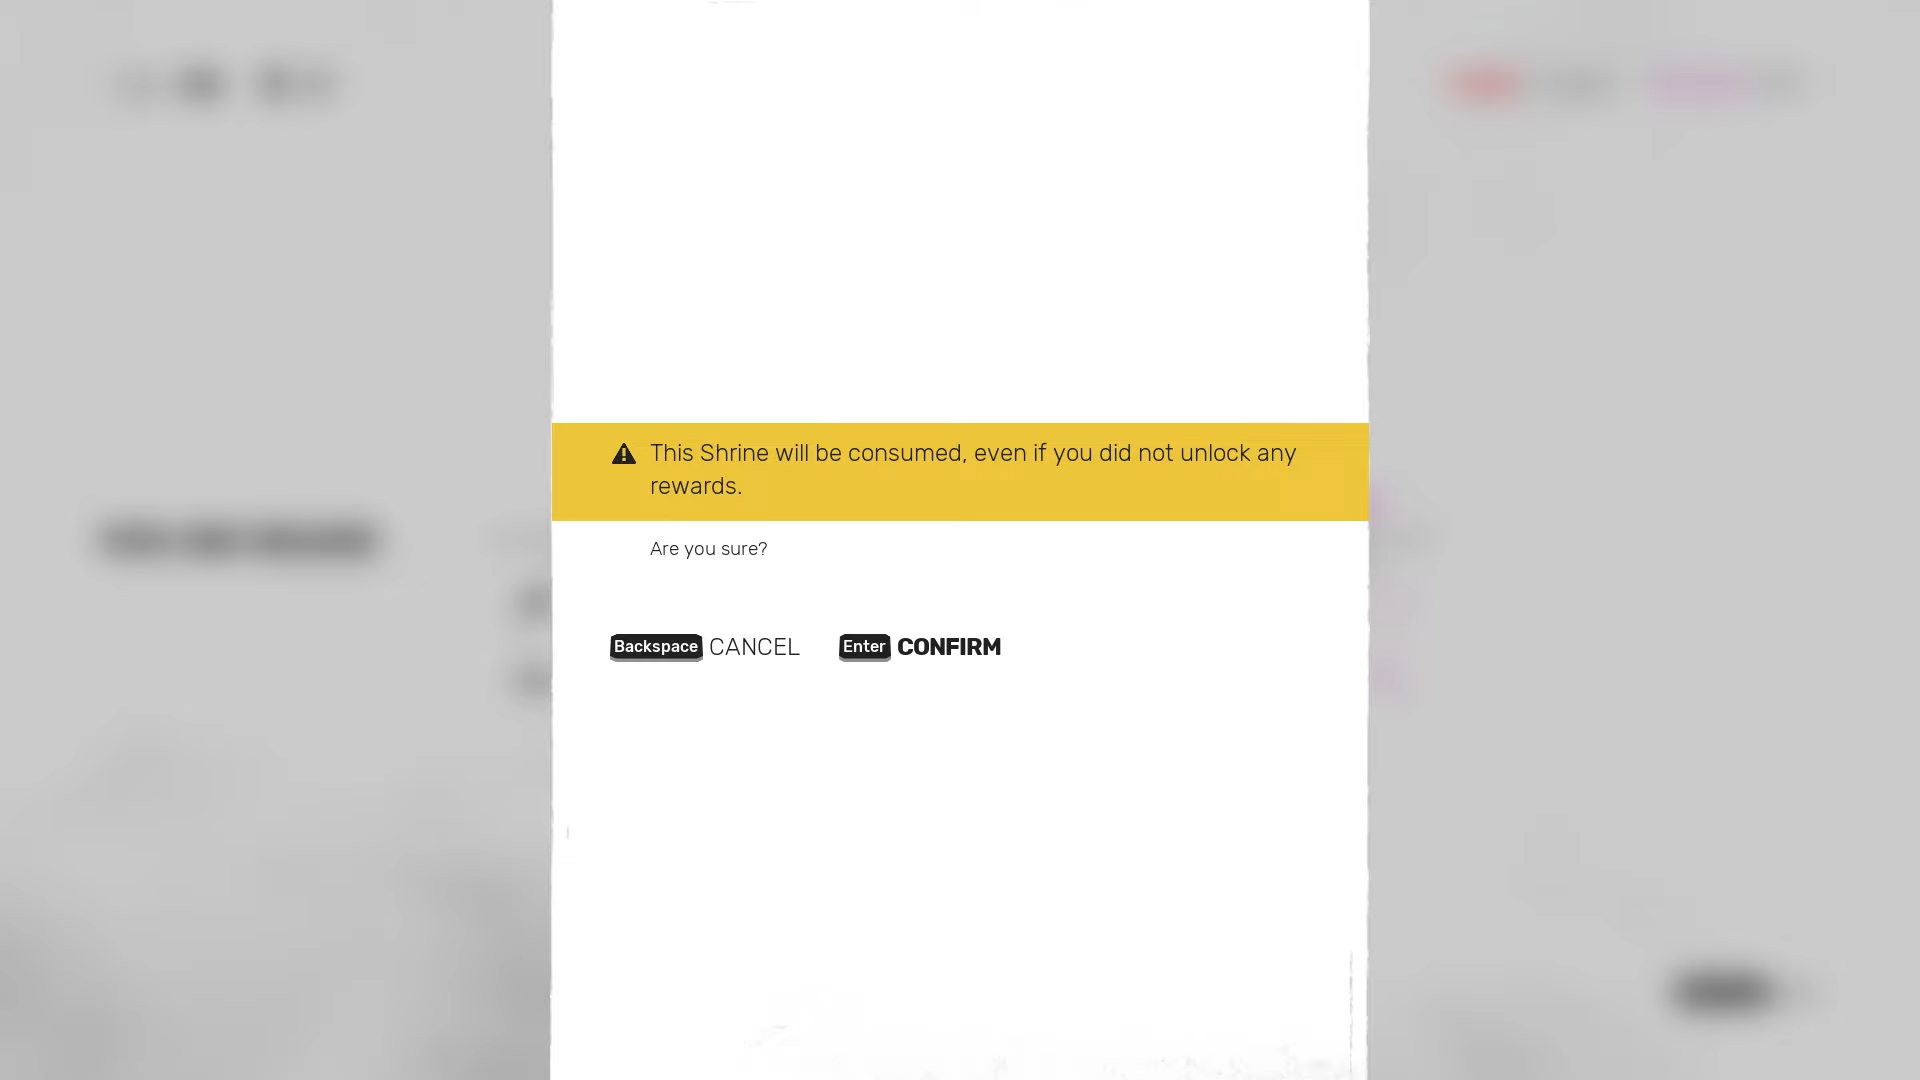 This Shrine will be consumed, even if you did not unlock any
rewards.
Are you sure?
Backspace CANCEL Enter CONFIRM